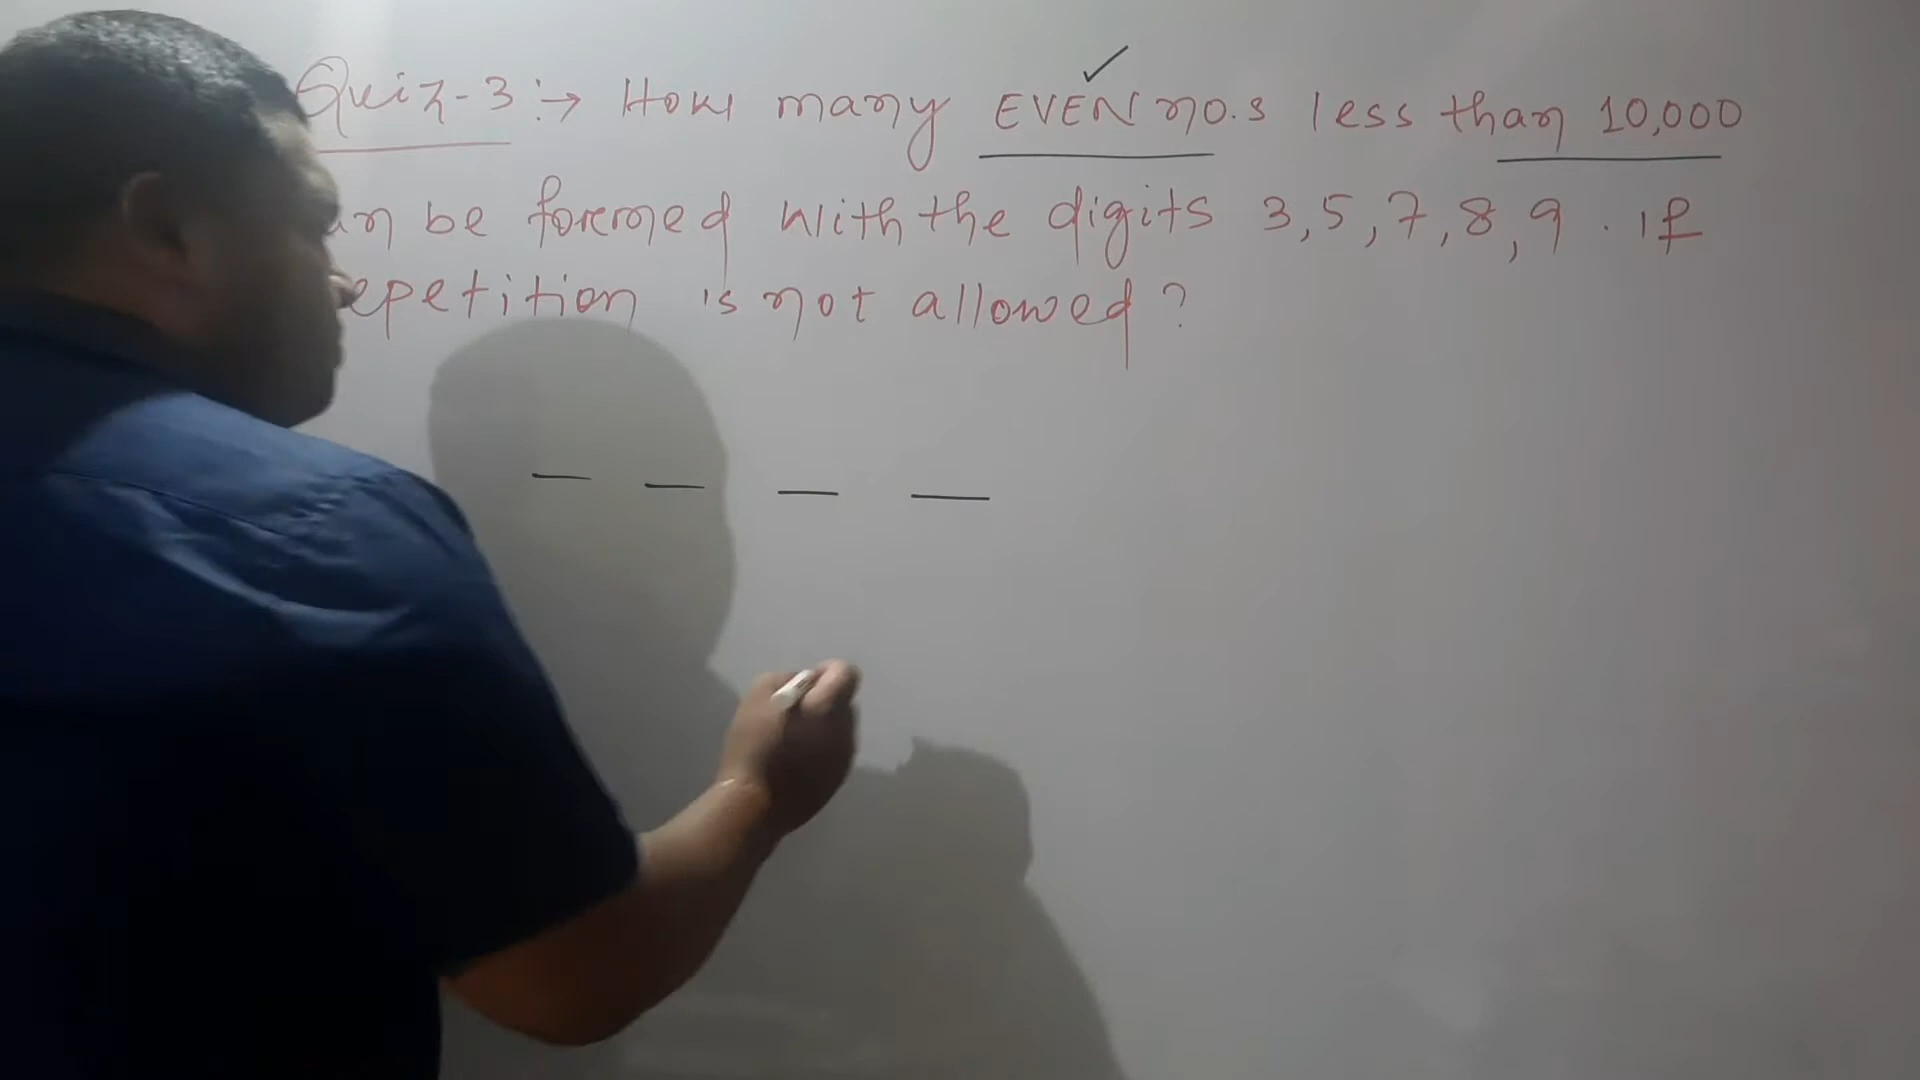 Quiz-3:→ How many EVEN no.s less than 10,000
an be formed with the digits 3,5,7,8,9. if
epetition is not allowed?